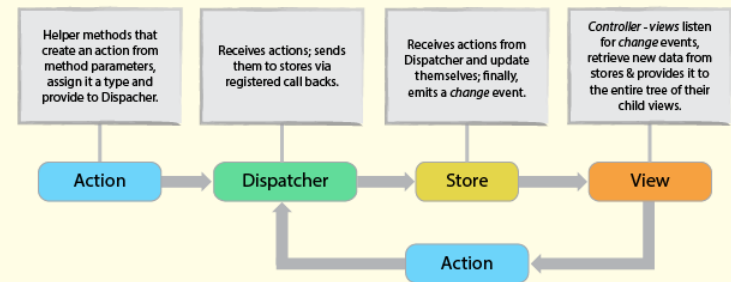 Helper methods that
create an action from
method parameters,
assign it a type and
provide to Dispacher.
Receives actions; sends
them to stores via
registered call backs.
Receives actions from
Dispatcher and update
themselves; finally,
emits a change event.
Controller - views listen
for change events,
retrieve new data from
stores & provides it to
the entire tree of their
child views.
Action
Dispatcher
Store
View
Action